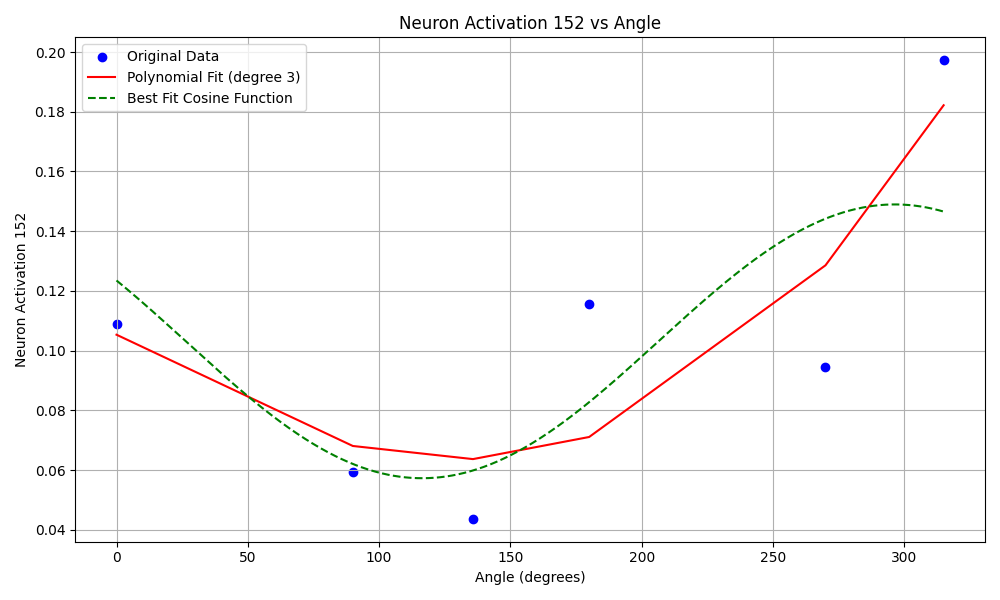 Neuron Activation 152 vs Angle
Original Data
Polynomial Fit (degree 3)
Best Fit Cosine Function
Neuron Activation 152
0.20
0.18
0.16
0.14
0.12
0.10
0.08
0.06
0.04
0 50 100 150 200 250 300
Angle (degrees)